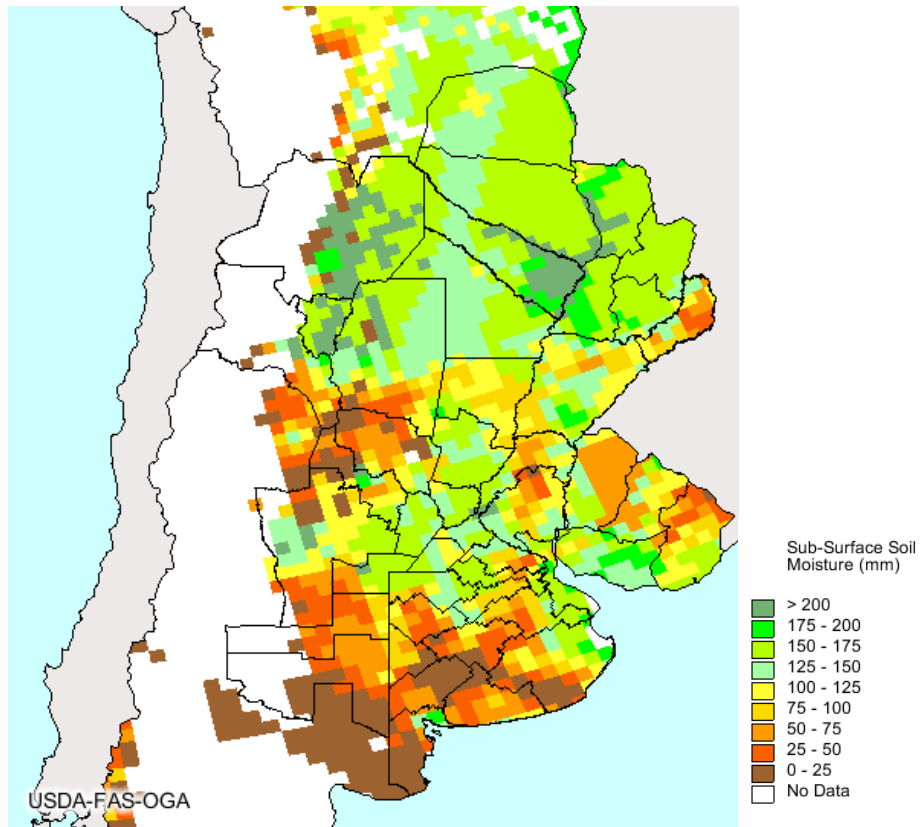 Sub-Surface Soil
Moisture (mm)
> 200
175 - 200
150 - 175
125 - 150
100 - 125
75 - 100
50 - 75
25 - 50
0 - 25
No Data
USDA-FAS-OGA